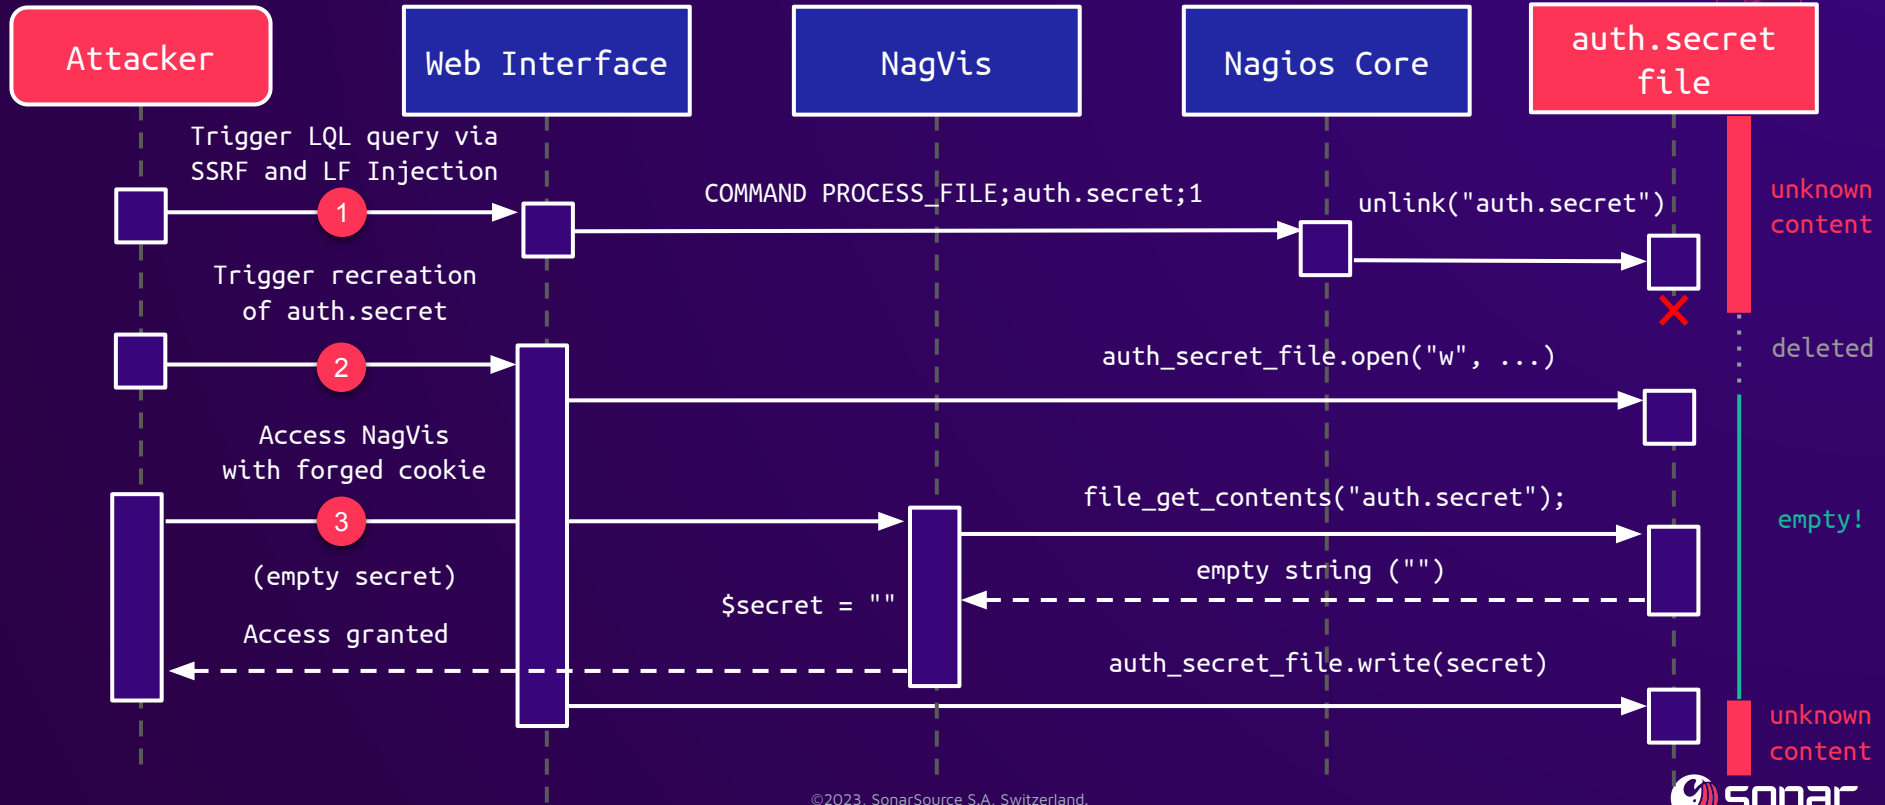 Attacker
Web Interface
NagVis
Nagios Core
auth.secret
file
Trigger LQL query via
SSRF and LF Injection
1
COMMAND PROCESS_FILE;auth.secret;1
unlink("auth.secret")
unknown
content
Trigger recreation
of auth.secret
2
auth_secret_file.open("w", ...)
deleted
Access NagVis
with forged cookie
3
(empty secret)
file_get_contents("auth.secret");
empty!
empty string ("")
$secret = ""
Access granted
auth_secret_file.write(secret)
unknown
content
©2023, SonarSource S.A, Switzerland.
sonar